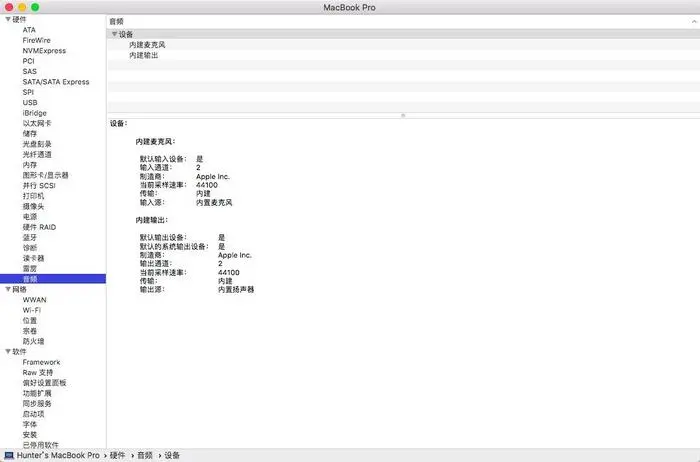 MacBook Pro
硬件
ATA
FireWire
NVMExpress
PCI
SAS
SATA/SATA Express
SPI
USB
iBridge
以太网卡
储存
光盘刻录
光纤通道
内存
图形卡/显示器
并行 SCSI
打印机
摄像头
电源
硬件 RAID
蓝牙
诊断
读卡器
雷雳
音频
网络
WWAN
Wi-Fi
位置
宗卷
防火墙
软件
Framework
Raw 支持
偏好设置面板
功能扩展
同步服务
启动项
字体
安装
已停用软件
音频
设备
内建麦克风
内建输出
设备：
内建麦克风：
默认输入设备： 是
输入通道： 2
制造商： Apple Inc.
当前采样速率： 44100
传输： 内建
输入源： 内置麦克风
内建输出：
默认输出设备： 是
默认的系统输出设备： 是
制造商： Apple Inc.
输出通道： 2
当前采样速率： 44100
传输： 内建
输出源： 内置扬声器
Hunter's MacBook Pro › 硬件 › 音频 › 设备